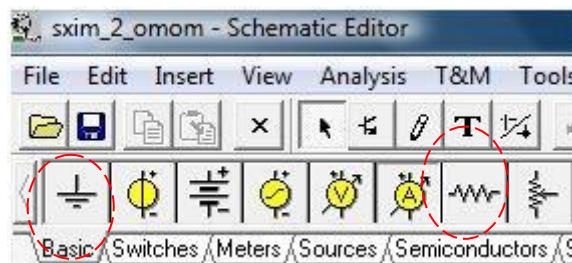 sxim_2_omom - Schematic Editor
File Edit Insert View Analysis T&M Tools
T
V A
Basic Switches Meters Sources Semiconductors